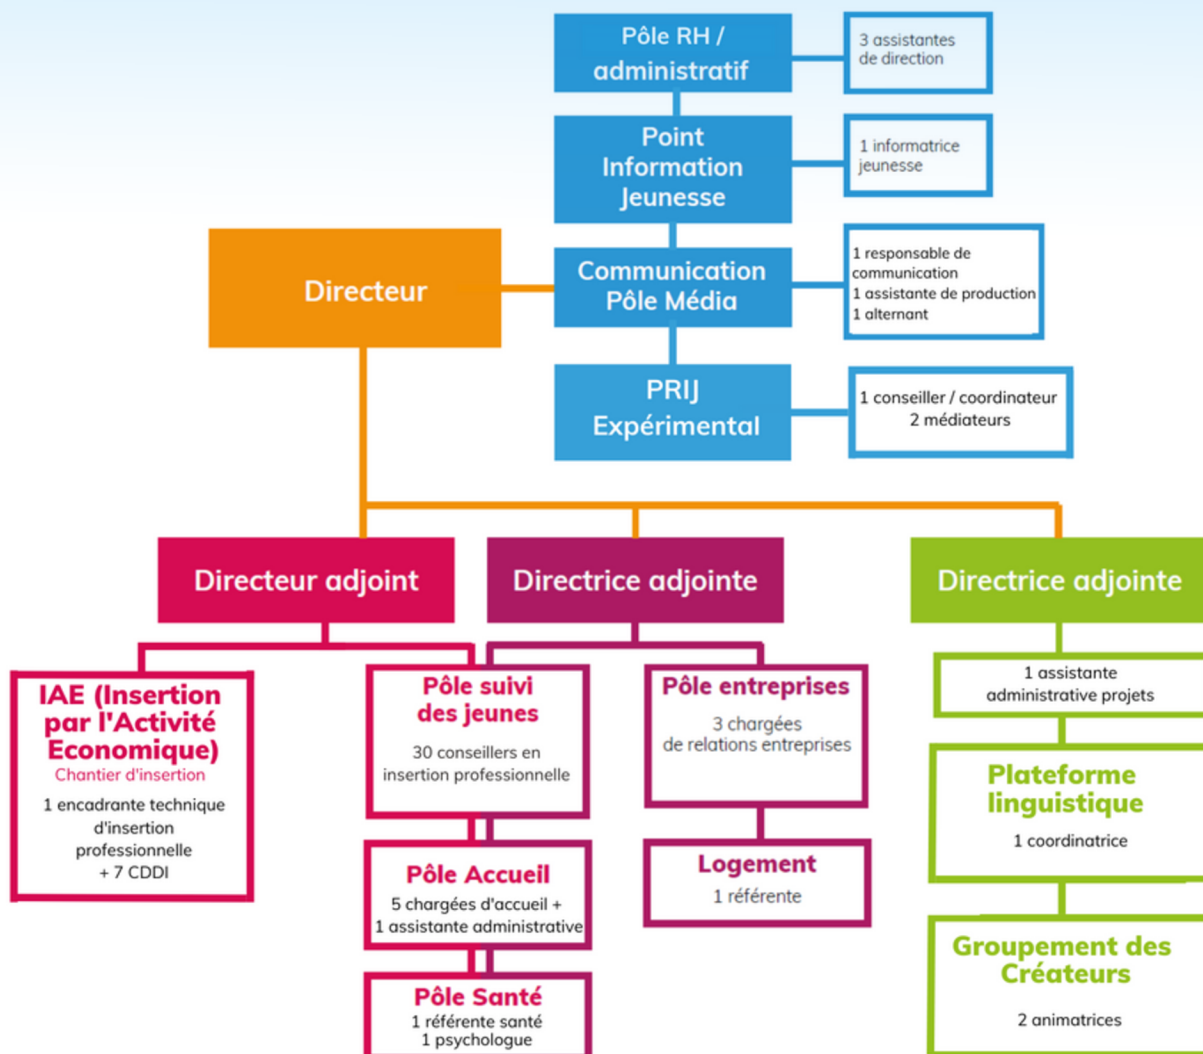 Pôle RH /
administratif
3 assistantes
de direction
Point
Information
Jeunesse
1 informatrice
jeunesse
Directeur
Communication
Pôle Média
1 responsable de
communication
1 assistante de production
1 alternant
PRIJ
Expérimental
1 conseiller / coordinateur
2 médiateurs
Directeur adjoint
Directrice adjointe
Directrice adjointe
IAE (Insertion
par l'Activité
Economique)
Chantier d'insertion
1 encadrante technique
d'insertion
professionnelle
+ 7 CDDI
Pôle suivi
des jeunes
30 conseillers en
insertion professionnelle
Pôle Accueil
5 chargées d'accueil +
1 assistante administrative
Pôle Santé
1 référente santé
1 psychologue
Pôle entreprises
3 chargées
de relations entreprises
Logement
1 référente
1 assistante
administrative projets
Plateforme
linguistique
1 coordinatrice
Groupement des
Créateurs
2 animatrices